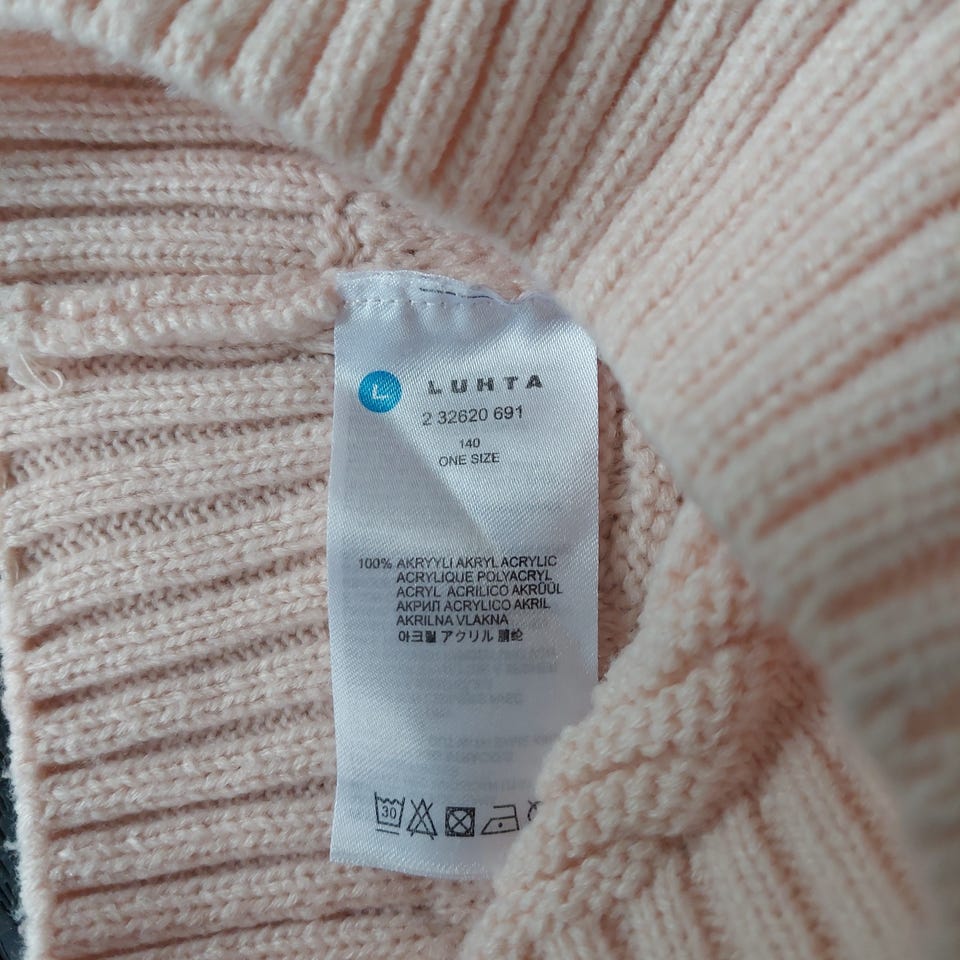 L LUHTA
2 32620 691
140
ONE SIZE
100% AKRYYLI AKRYL ACRYLIC
ACRYLIQUE POLYACRYL
ACRYL ACRILICO AKRÜÜL
АКРИЛ ACRYLICO AKRIL
AKRILNA VLAKNA
아크릴 アクリル 腈纶
30